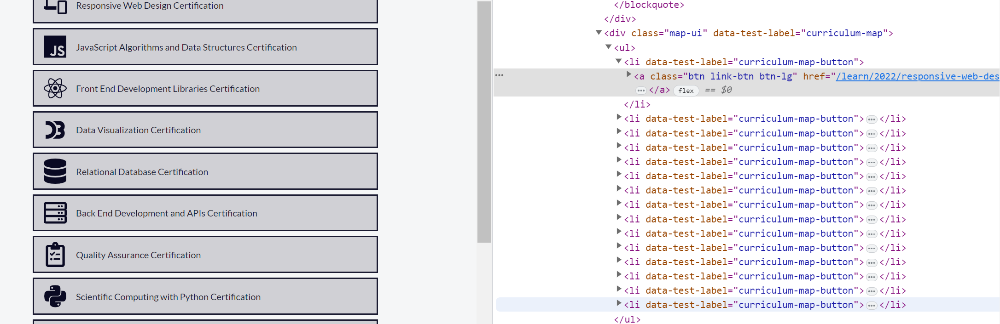 Responsive Web Design Certification
JS
JavaScript Algorithms and Data Structures Certification
Front End Development Libraries Certification
Data Visualization Certification
Relational Database Certification
Back End Development and APIs Certification
Quality Assurance Certification
Scientific Computing with Python Certification
</blockquote>
</div>
<div class="map-ui" data-test-label="curriculum-map">
<ul>
<li data-test-label="curriculum-map-button">
<a class="btn link-btn btn-lg" href="/learn/2022/responsive-web-des
</a> flex == $0
</li>
<li data-test-label="curriculum-map-button"> </li>
<li data-test-label="curriculum-map-button"> </li>
<li data-test-label="curriculum-map-button"> </li>
<li data-test-label="curriculum-map-button"> </li>
<li data-test-label="curriculum-map-button"> </li>
<li data-test-label="curriculum-map-button"> </li>
<li data-test-label="curriculum-map-button"> </li>
<li data-test-label="curriculum-map-button"> </li>
<li data-test-label="curriculum-map-button"> </li>
<li data-test-label="curriculum-map-button"> </li>
<li data-test-label="curriculum-map-button"> </li>
<li data-test-label="curriculum-map-button"> </li>
<li data-test-label="curriculum-map-button"> </li>
<li data-test-label="curriculum-map-button"> </li>
</ul>